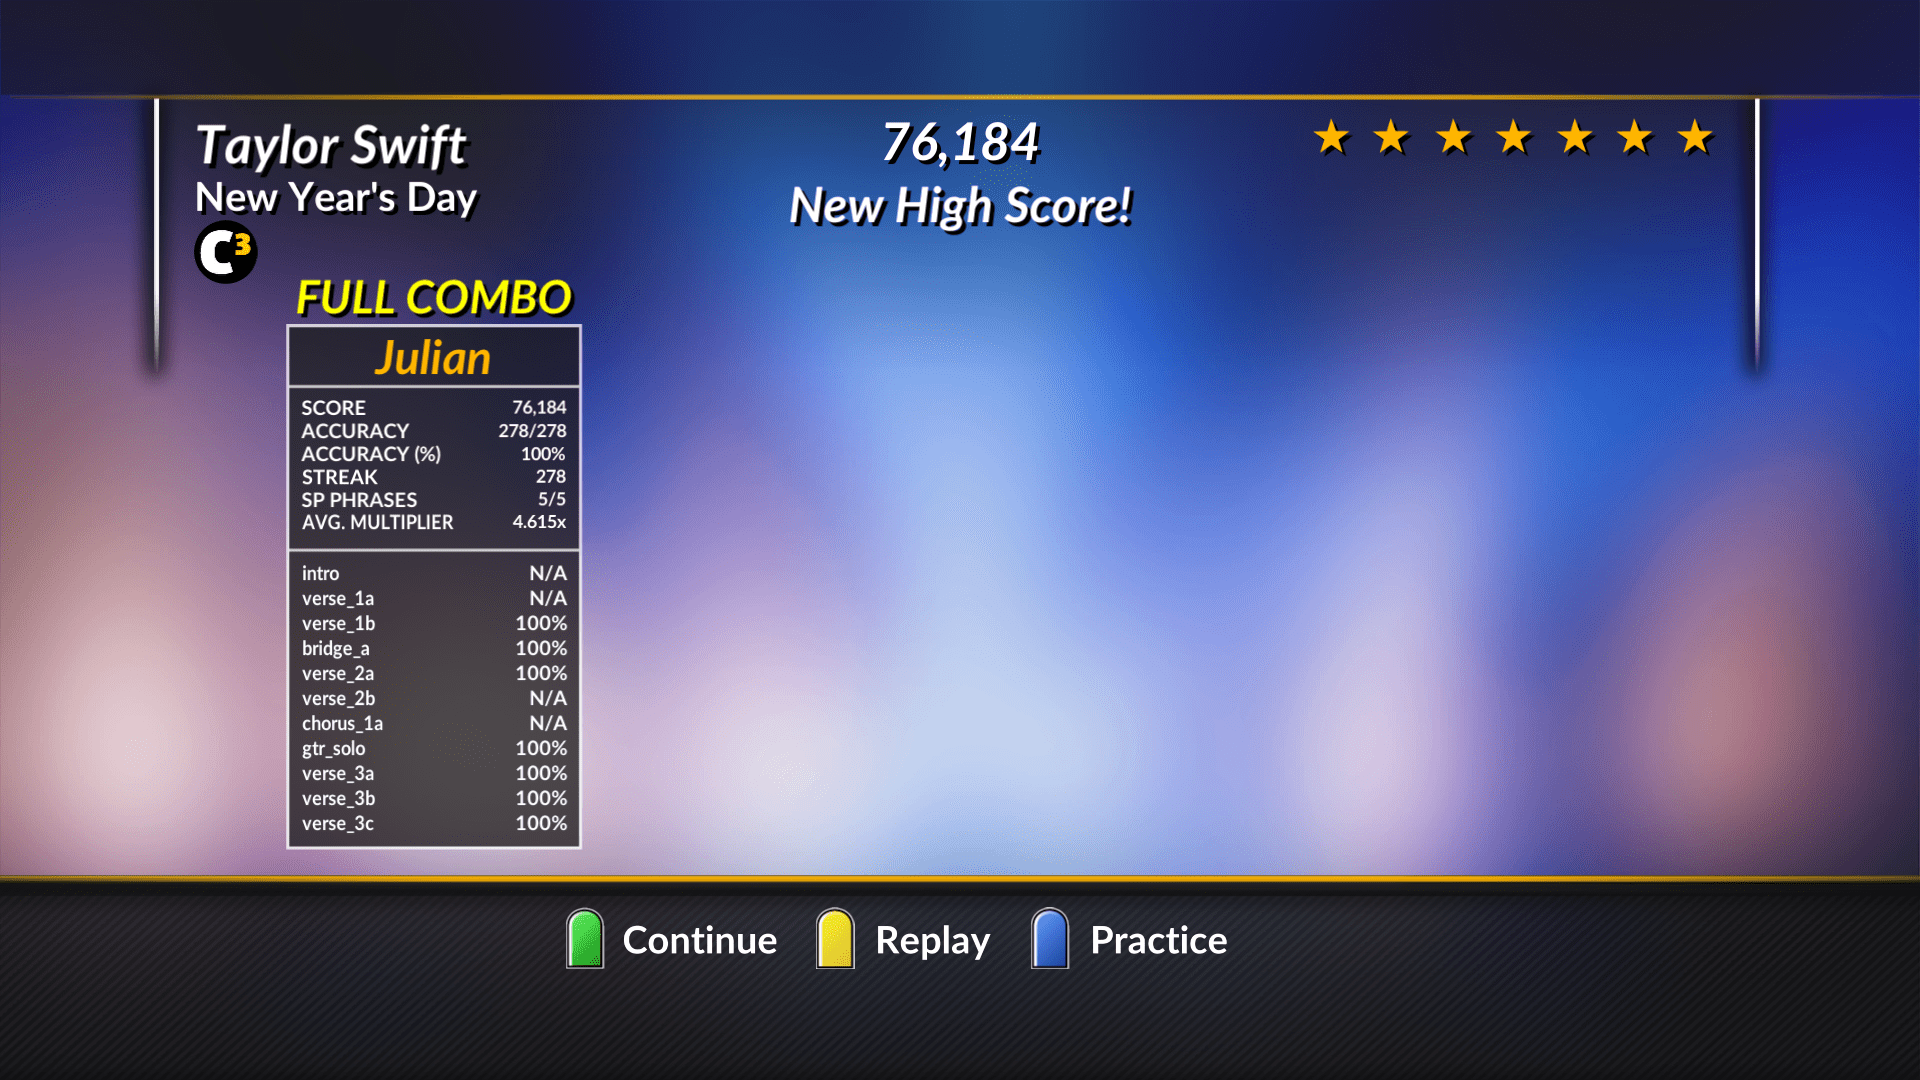 Taylor Swift
New Year's Day
C3
76,184
New High Score!
FULL COMBO
Julian
SCORE 76,184
ACCURACY 278/278
ACCURACY (%) 100%
STREAK 278
SP PHRASES 5/5
AVG. MULTIPLIER 4.615x
intro N/A
verse_1a N/A
verse_1b 100%
bridge_a 100%
verse_2a 100%
verse_2b N/A
chorus_1a N/A
gtr_solo 100%
verse_3a 100%
verse_3b 100%
verse_3c 100%
Continue Replay Practice